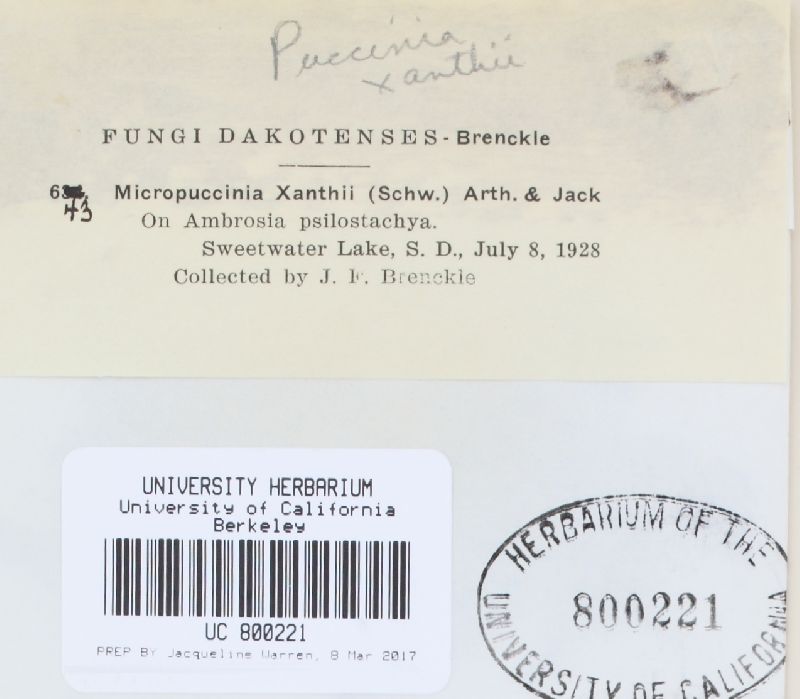 Puccinia
xanthii
FUNGI DAKOTENSES - Brenckle
643 Micropuccinia Xanthii (Schw.) Arth. & Jack
On Ambrosia psilostachya.
Sweetwater Lake, S. D., July 8, 1928
Collected by J. F. Brenckle
UNIVERSITY HERBARIUM
University of California
Berkeley
UC 800221
PREP BY Jacqueline Warren, 8 Mar 2017
HERBARIUM OF THE
800221
UNIVERSITY OF CALIFORNIA